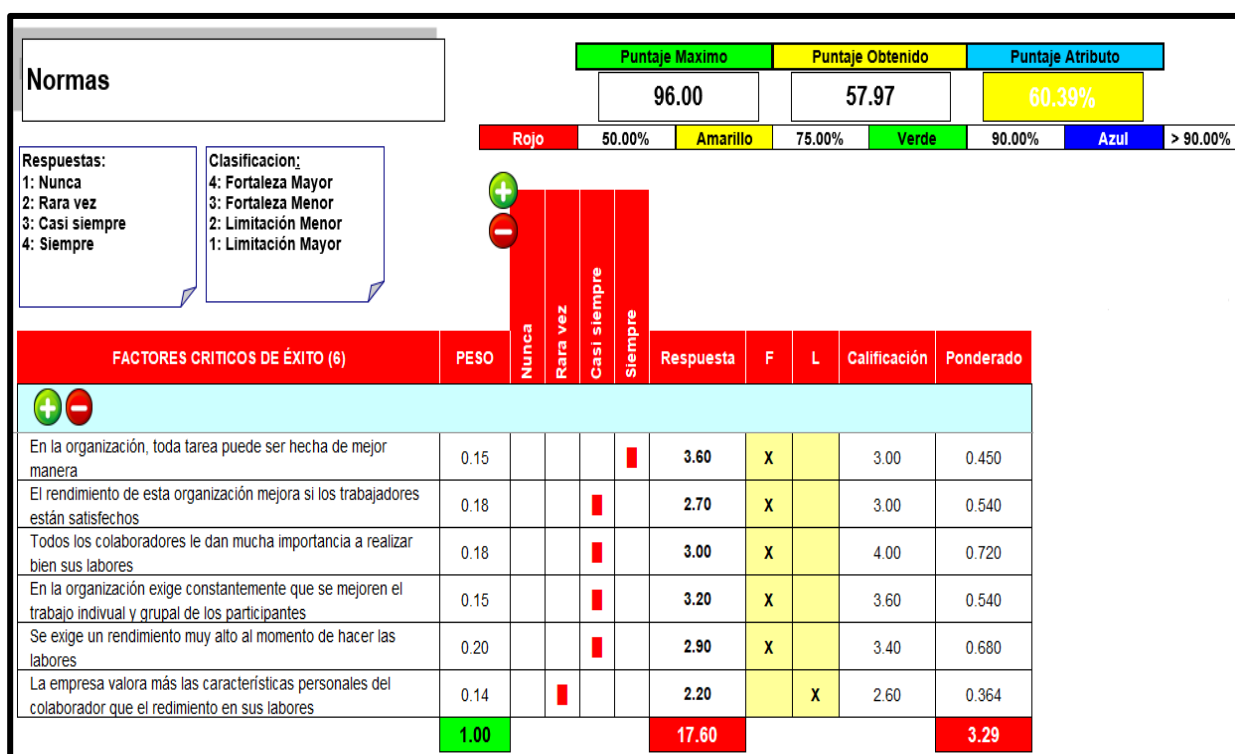 Normas
Puntaje Maximo Puntaje Obtenido Puntaje Atributo
96.00 57.97 60.39%
Rojo 50.00% Amarillo 75.00% Verde 90.00% Azul > 90.00%
Respuestas:
1: Nunca
2: Rara vez
3: Casi siempre
4: Siempre
Clasificacion:
4: Fortaleza Mayor
3: Fortaleza Menor
2: Limitación Menor
1: Limitación Mayor
FACTORES CRITICOS DE ÉXITO (6) PESO Nunca Rara vez Casi siempre Siempre Respuesta F L Calificación Ponderado
En la organización, toda tarea puede ser hecha de mejor
manera 0.15 3.60 X 3.00 0.450
El rendimiento de esta organización mejora si los trabajadores
están satisfechos 0.18 2.70 X 3.00 0.540
Todos los colaboradores le dan mucha importancia a realizar
bien sus labores 0.18 3.00 X 4.00 0.720
En la organización exige constantemente que se mejoren el
trabajo indivual y grupal de los participantes 0.15 3.20 X 3.60 0.540
Se exige un rendimiento muy alto al momento de hacer las
labores 0.20 2.90 X 3.40 0.680
La empresa valora más las características personales del
colaborador que el redimiento en sus labores 0.14 2.20 X 2.60 0.364
1.00 17.60 3.29